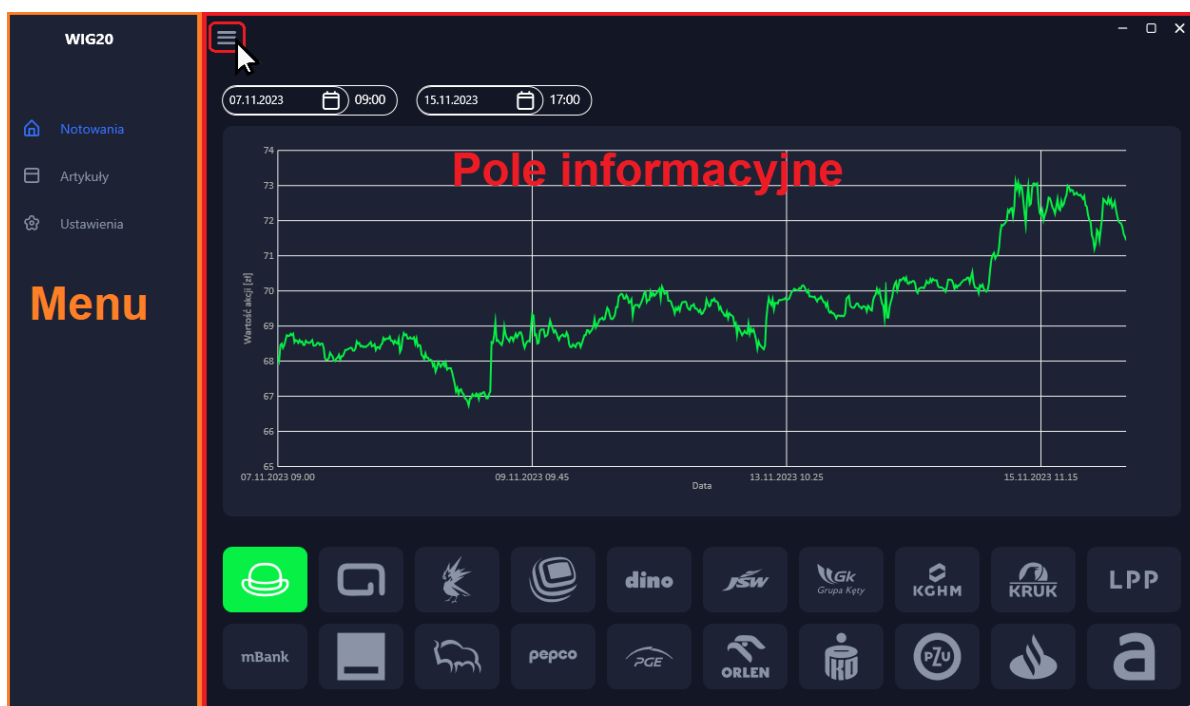 WIG20
Notowania
Artykuły
Ustawienia
Menu
07.11.2023 09:00 15.11.2023 17:00
Pole informacyjne
74
73
72
71
70
69
68
67
66
65
Wartość akcji [zł]
07.11.2023 09.00 09.11.2023 09.45 13.11.2023 10.25 15.11.2023 11.15
Data
dino JSW Gk Grupa Kęty KGHM KRUK LPP
mBank pepco PGE ORLEN PKO PZU a